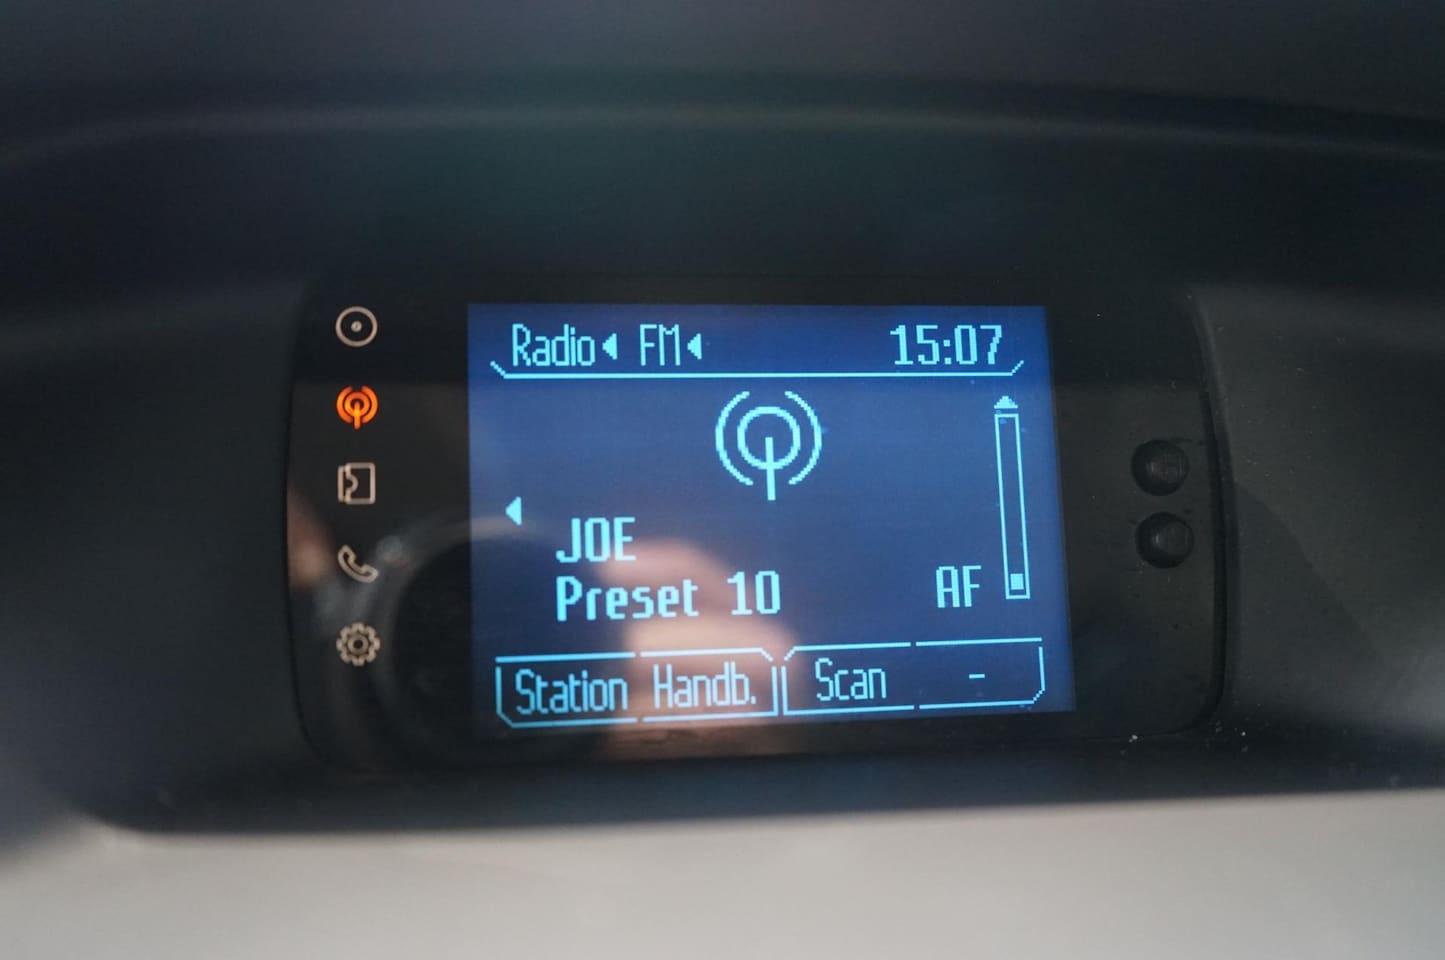 Radio FM 15:07
JOE
Preset 10 AF
Station Handb. Scan -